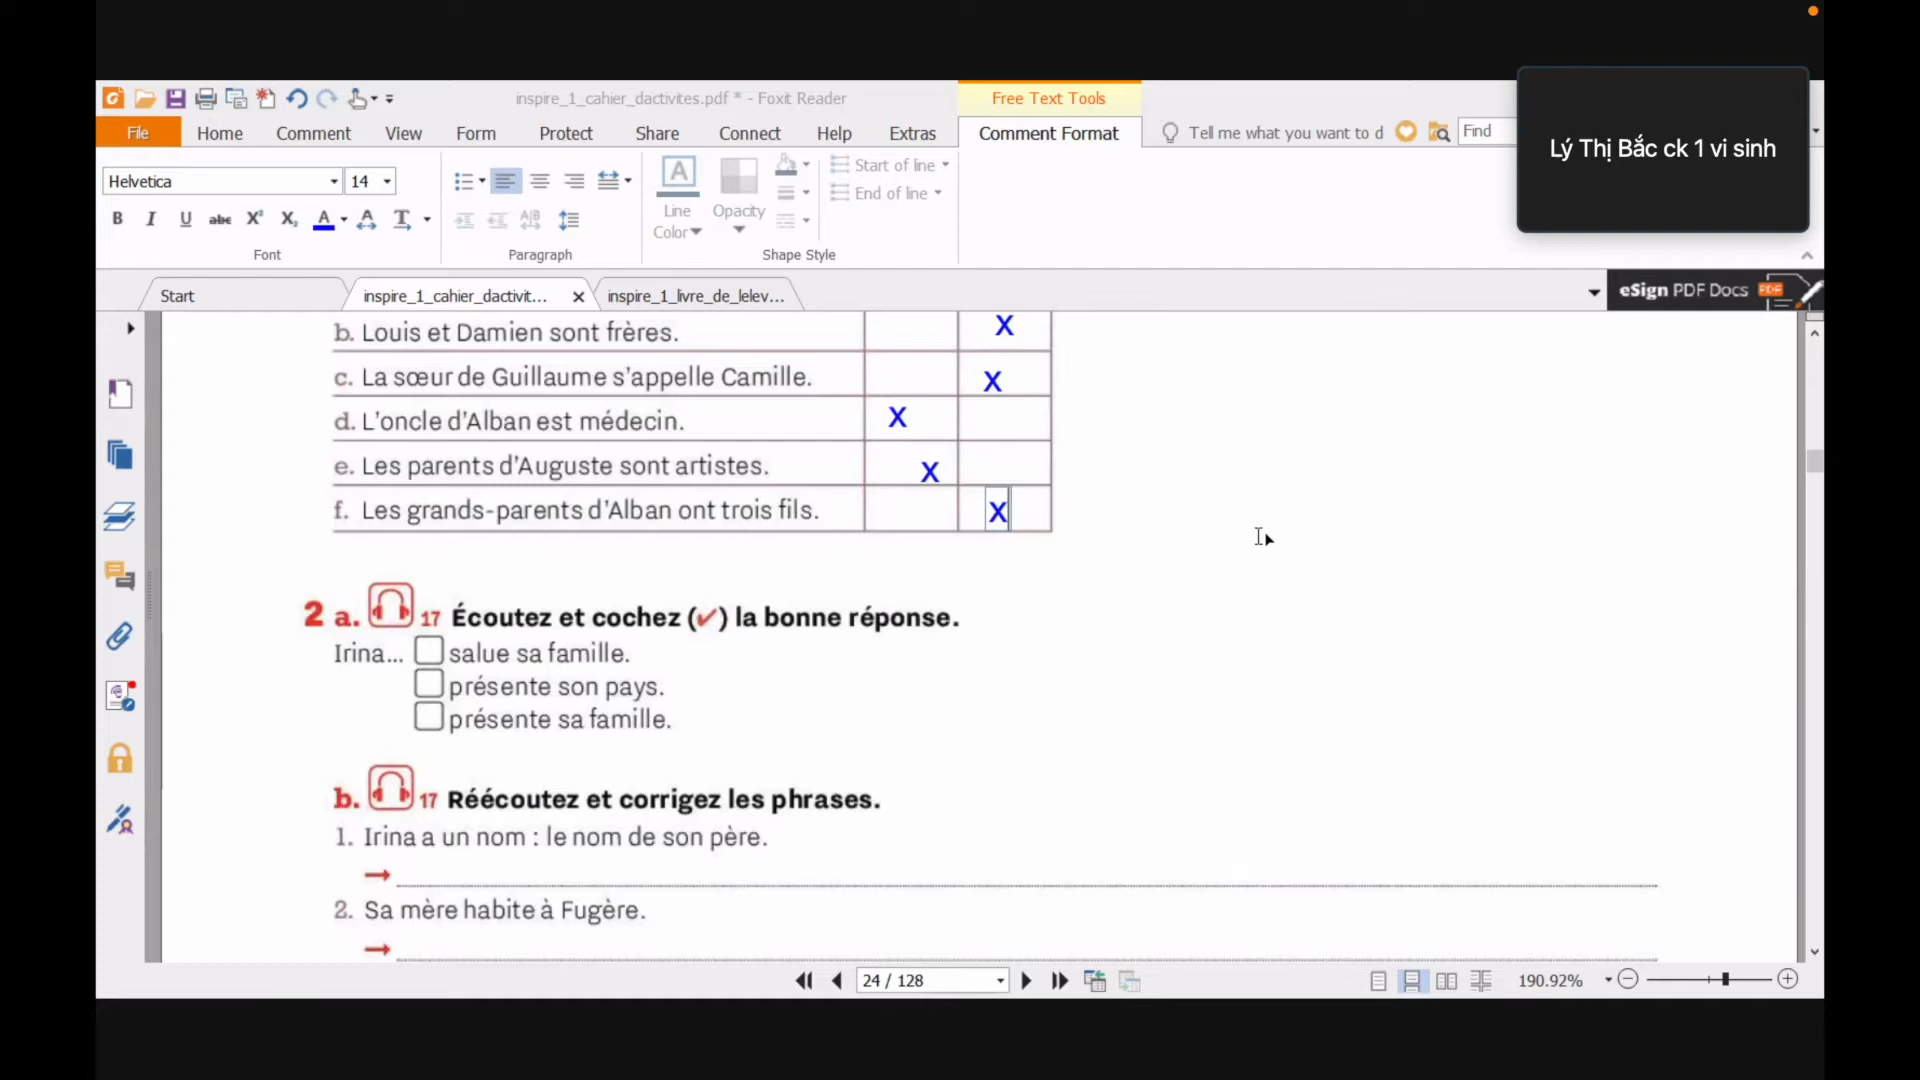 inspire_1_cahier_dactivites.pdf * - Foxit Reader
Free Text Tools
File Home Comment View Form Protect Share Connect Help Extras Comment Format Tell me what you want to d Find
Lý Thị Bắc ck 1 vi sinh
Helvetica 14
Start of line
End of line
Line Color
Opacity
B I U abc X² X₂ A
Font Paragraph Shape Style
Start inspire_1_cahier_dactivit... inspire_1_livre_de_lelev...
eSign PDF Docs PDF
b. Louis et Damien sont frères. X
c. La sœur de Guillaume s'appelle Camille. X
d. L'oncle d'Alban est médecin. X
e. Les parents d'Auguste sont artistes. X
f. Les grands-parents d'Alban ont trois fils. X
2 a. 17 Écoutez et cochez (✓) la bonne réponse.
Irina... salue sa famille.
présente son pays.
présente sa famille.
b. 17 Réécoutez et corrigez les phrases.
1. Irina a un nom : le nom de son père.
→
2. Sa mère habite à Fugère.
→
24 / 128
190.92%